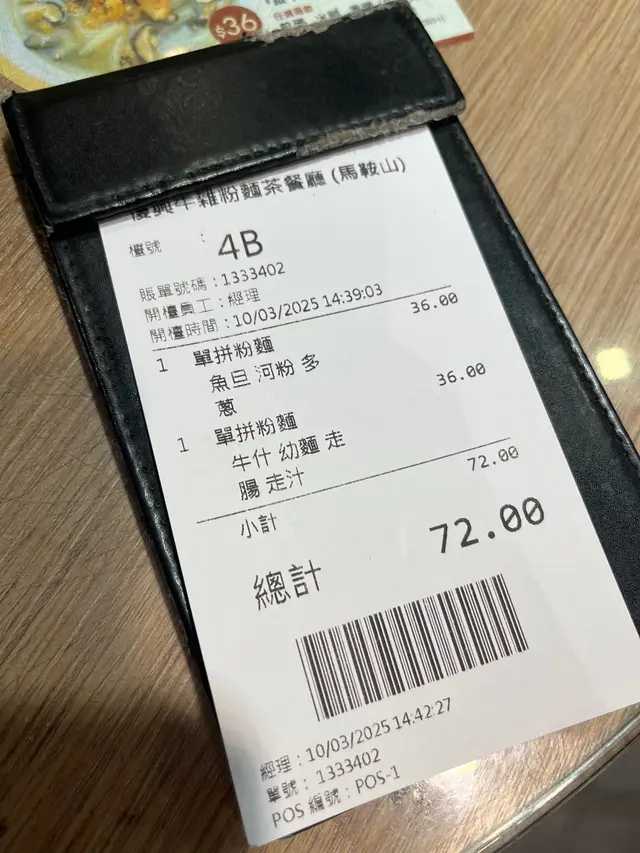 $36
任選兩款
牛雜粉麵茶餐廳 (馬鞍山)
檯號 : 4B
賬單號碼 : 1333402
開檯員工 : 經理
開檯時間 : 10/03/2025 14:39:03
1 單拼粉麵 36.00
魚旦 河粉 多
蔥
1 單拼粉麵 36.00
牛什 幼麵 走
腸 走汁
小計 72.00
總計 72.00
經理 : 10/03/2025 14:42:27
單號 : 1333402
POS 編號 : POS-1